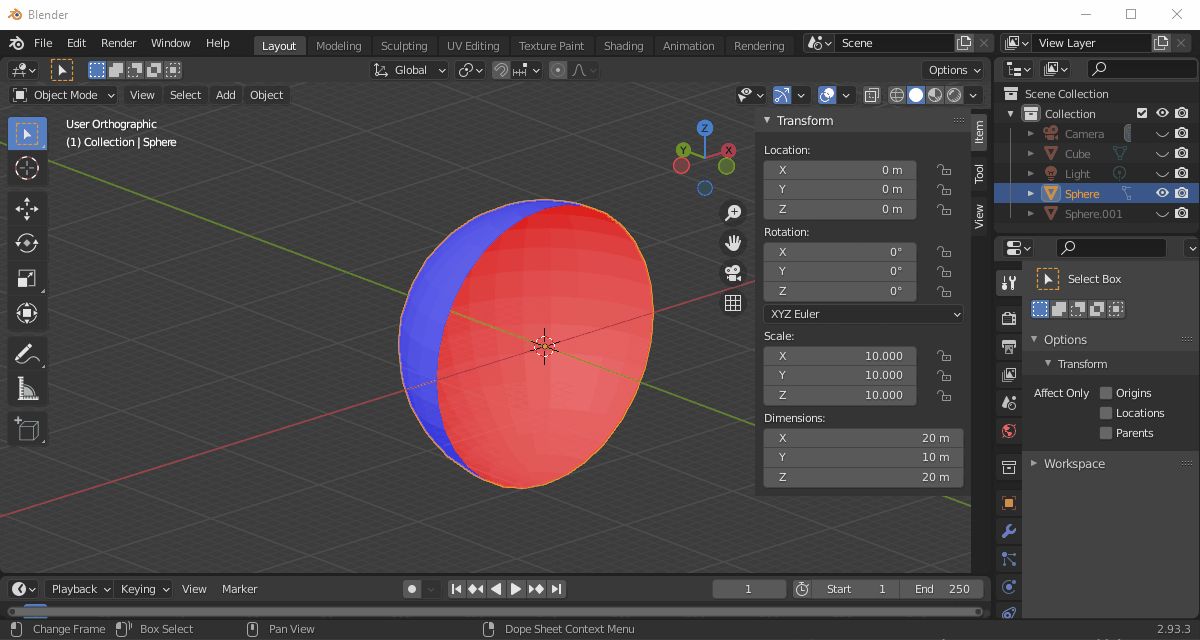 Blender
File Edit Render Window Help
Layout Modeling Sculpting UV Editing Texture Paint Shading Animation Rendering
Scene
View Layer
Global
Options
Object Mode View Select Add Object
User Orthographic
(1) Collection | Sphere
Z
Y
X
Transform
Location:
X 0 m
Y 0 m
Z 0 m
Rotation:
X 0°
Y 0°
Z 0°
XYZ Euler
Scale:
X 10.000
Y 10.000
Z 10.000
Dimensions:
X 20 m
Y 10 m
Z 20 m
Item
Tool
View
Scene Collection
Collection
Camera
Cube
Light
Sphere
Sphere.001
Select Box
Options
Transform
Affect Only Origins
Locations
Parents
Workspace
Playback Keying View Marker
1
Start 1
End 250
Change Frame Box Select Pan View Dope Sheet Context Menu
2.93.3